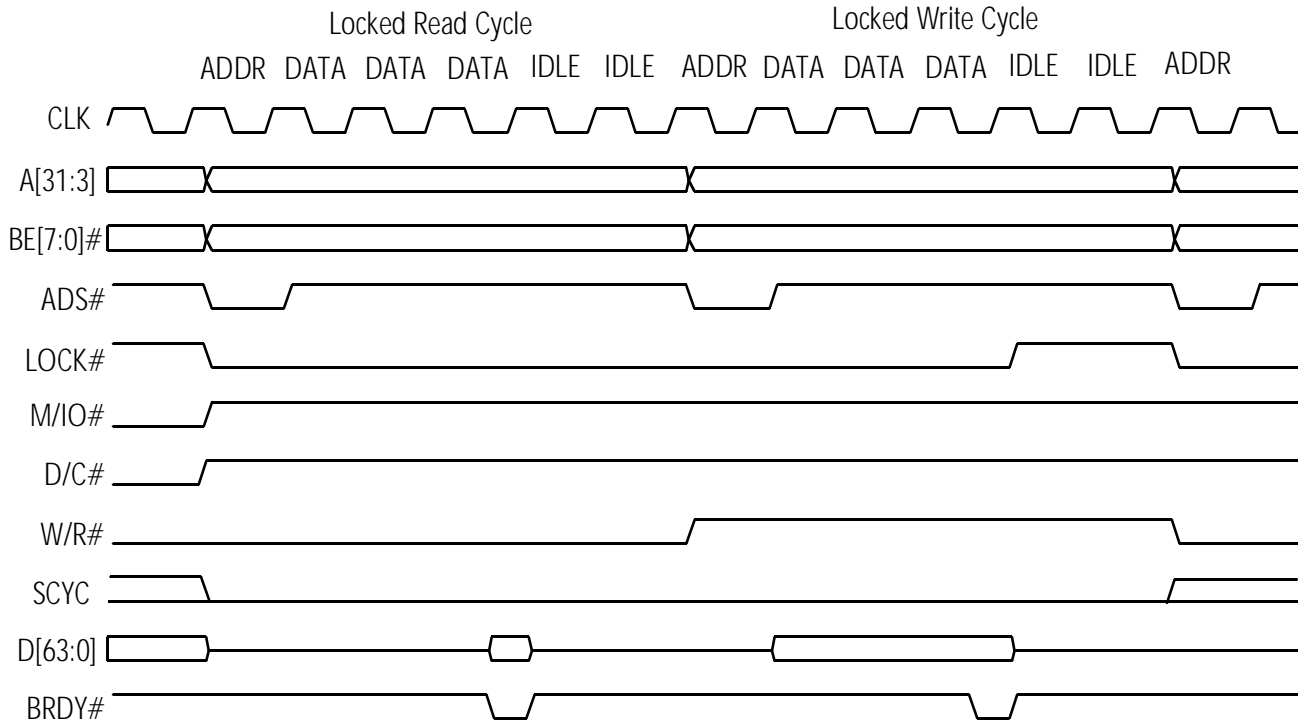 Locked Read Cycle Locked Write Cycle
ADDR DATA DATA DATA IDLE IDLE ADDR DATA DATA DATA IDLE IDLE ADDR
CLK
A[31:3]
BE[7:0]#
ADS#
LOCK#
M/IO#
D/C#
W/R#
SCYC
D[63:0]
BRDY#